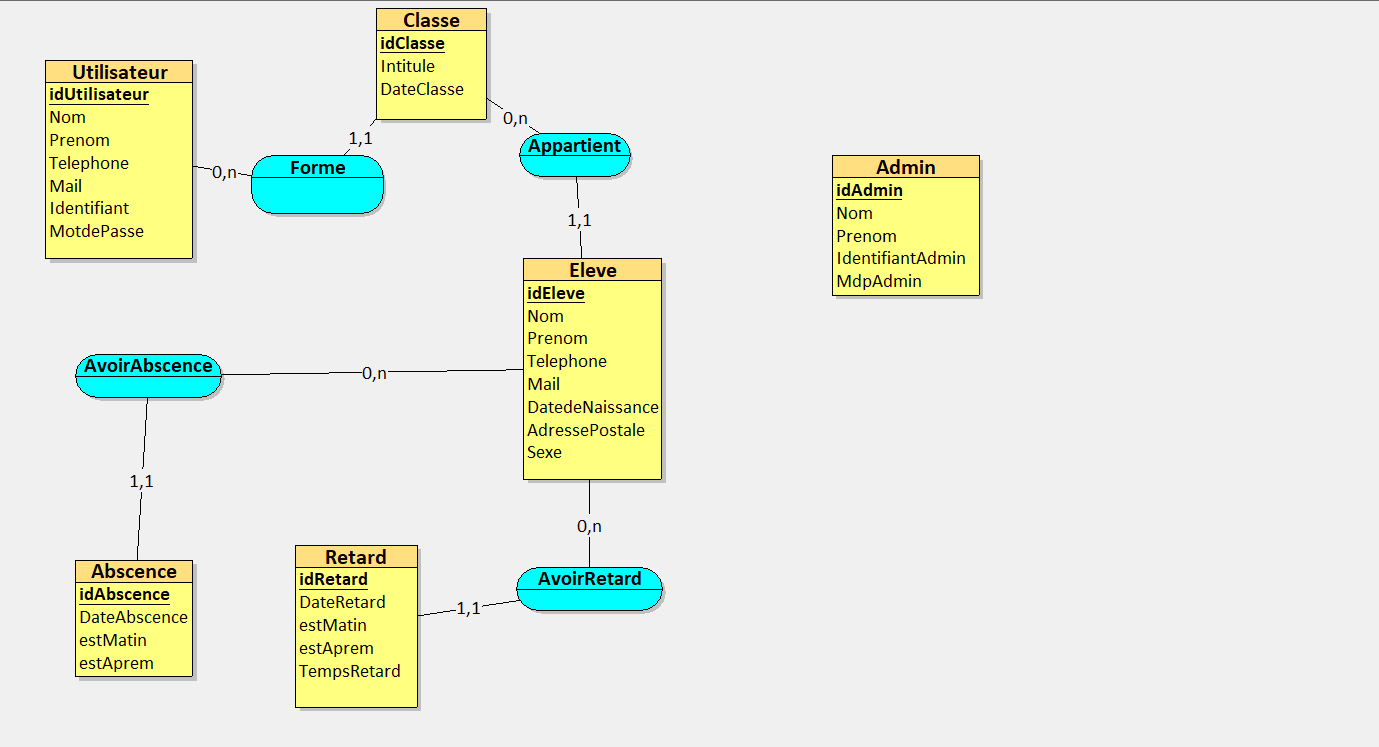 Classe
idClasse
Intitule
DateClasse
Utilisateur
idUtilisateur
Nom
Prenom
Telephone
Mail
Identifiant
MotdePasse
0,n
Forme
1,1
0,n
Appartient
1,1
Admin
idAdmin
Nom
Prenom
IdentifiantAdmin
MdpAdmin
Eleve
idEleve
Nom
Prenom
Telephone
Mail
DatedeNaissance
AdressePostale
Sexe
AvoirAbscence
0,n
1,1
Abscence
idAbscence
DateAbscence
estMatin
estAprem
0,n
AvoirRetard
1,1
Retard
idRetard
DateRetard
estMatin
estAprem
TempsRetard